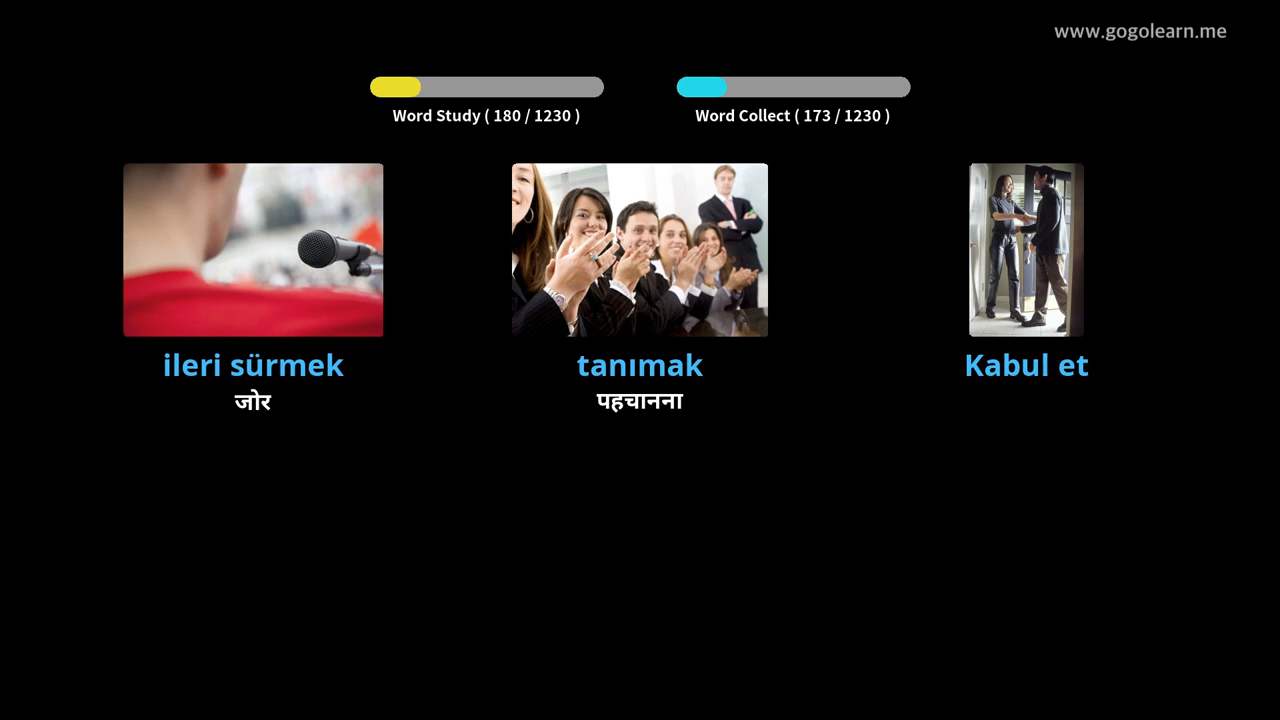 www.gogolearn.me
Word Study ( 180 / 1230 )
Word Collect ( 173 / 1230 )
ileri sürmek
जोर
tanımak
पहचानना
Kabul et